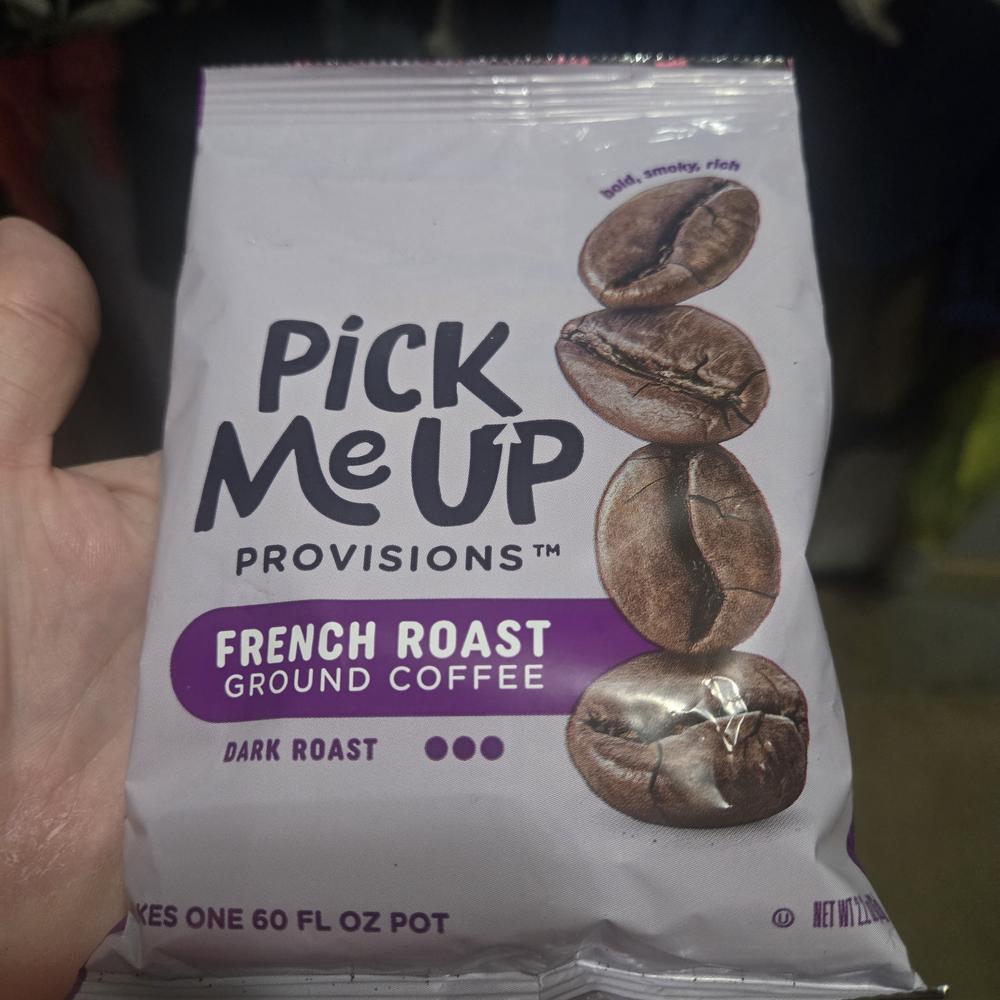 bold, smoky, rich
PiCK
Me UP
PROVISIONS™
FRENCH ROAST
GROUND COFFEE
DARK ROAST
ONE 60 FL OZ POT
U NET WT